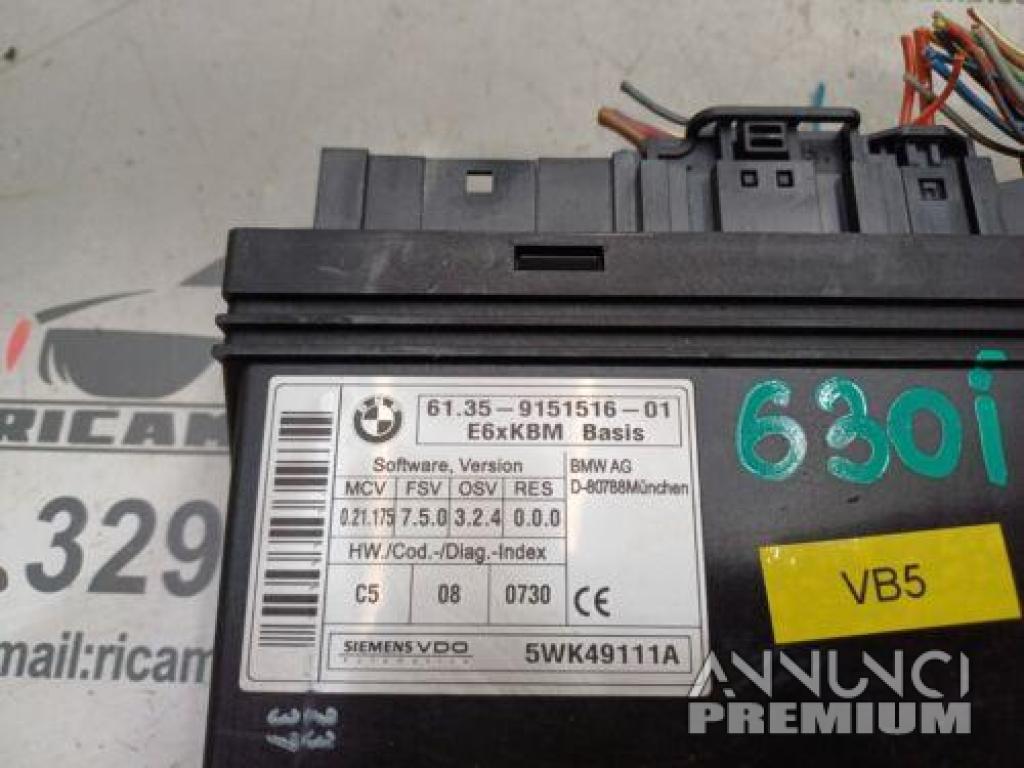 61.35-9151516-01
E6xKBM Basis
Software, Version
MCV FSV OSV RES
0.21.175 7.5.0 3.2.4 0.0.0
HW./Cod.-/Diag.-Index
C5 08 0730
BMW AG
D-80788München
CE
SIEMENS VDO
Automotive
5WK49111A
630i
VB5
RICAM
.329
mail:ricam
ANNUNCI
PREMIUM